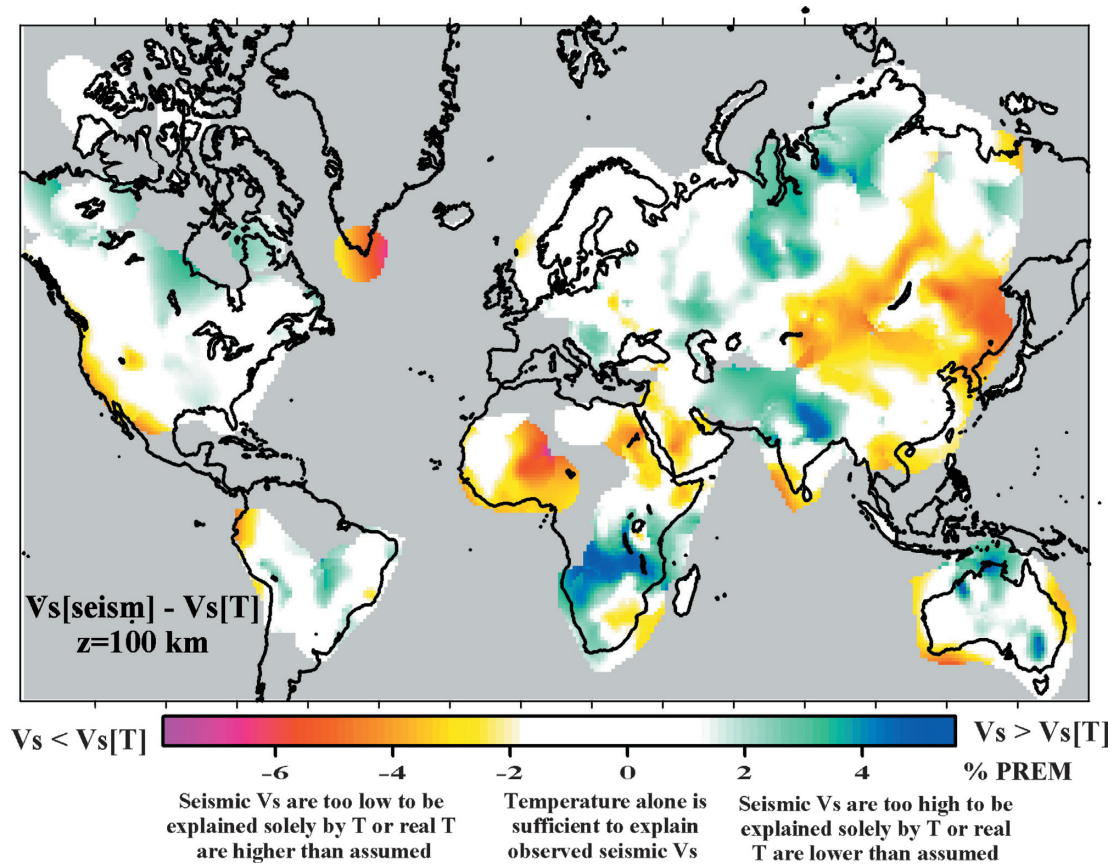 Vs[seism] - Vs[T]
z=100 km
Vs < Vs[T]
Vs > Vs[T]
-6 -4 -2 0 2 4 % PREM
Seismic Vs are too low to be
explained solely by T or real T
are higher than assumed
Temperature alone is
sufficient to explain
observed seismic Vs
Seismic Vs are too high to be
explained solely by T or real
T are lower than assumed